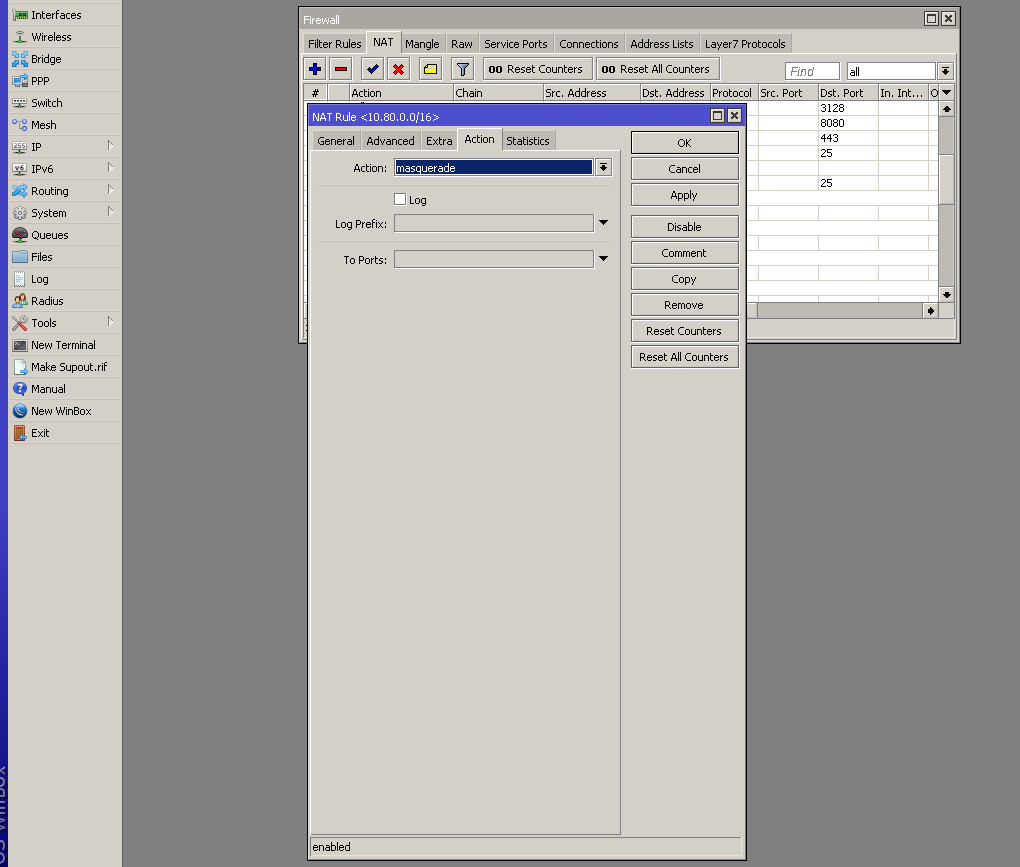 Interfaces
Wireless
Bridge
PPP
Switch
Mesh
IP
IPv6
Routing
System
Queues
Files
Log
Radius
Tools
New Terminal
Make Supout.rif
Manual
New WinBox
Exit
OS WinBox
Firewall
Filter Rules NAT Mangle Raw Service Ports Connections Address Lists Layer7 Protocols
00 Reset Counters 00 Reset All Counters Find all
# Action Chain Src. Address Dst. Address Protocol Src. Port Dst. Port In. Int... O
3128
8080
443
25
25
NAT Rule <10.80.0.0/16>
General Advanced Extra Action Statistics
Action: masquerade
Log
Log Prefix:
To Ports:
OK
Cancel
Apply
Disable
Comment
Copy
Remove
Reset Counters
Reset All Counters
enabled